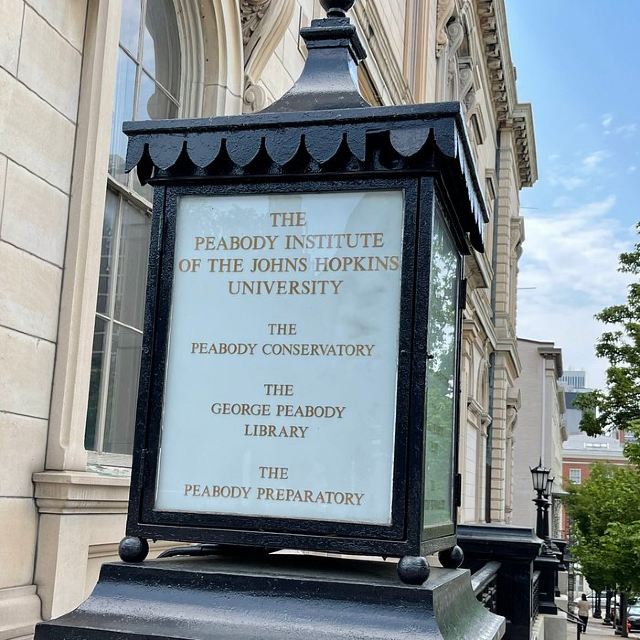 THE
PEABODY INSTITUTE
OF THE JOHNS HOPKINS
UNIVERSITY
THE
PEABODY CONSERVATORY
THE
GEORGE PEABODY
LIBRARY
THE
PEABODY PREPARATORY